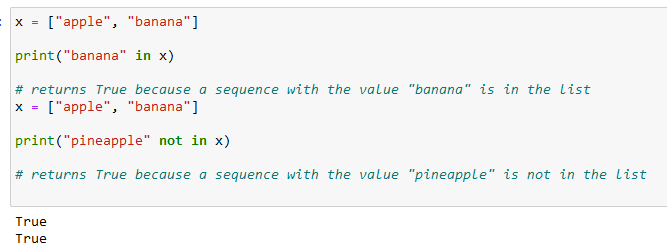 x = ["apple", "banana"]
print("banana" in x)
# returns True because a sequence with the value "banana" is in the list
x = ["apple", "banana"]
print("pineapple" not in x)
# returns True because a sequence with the value "pineapple" is not in the list
True
True